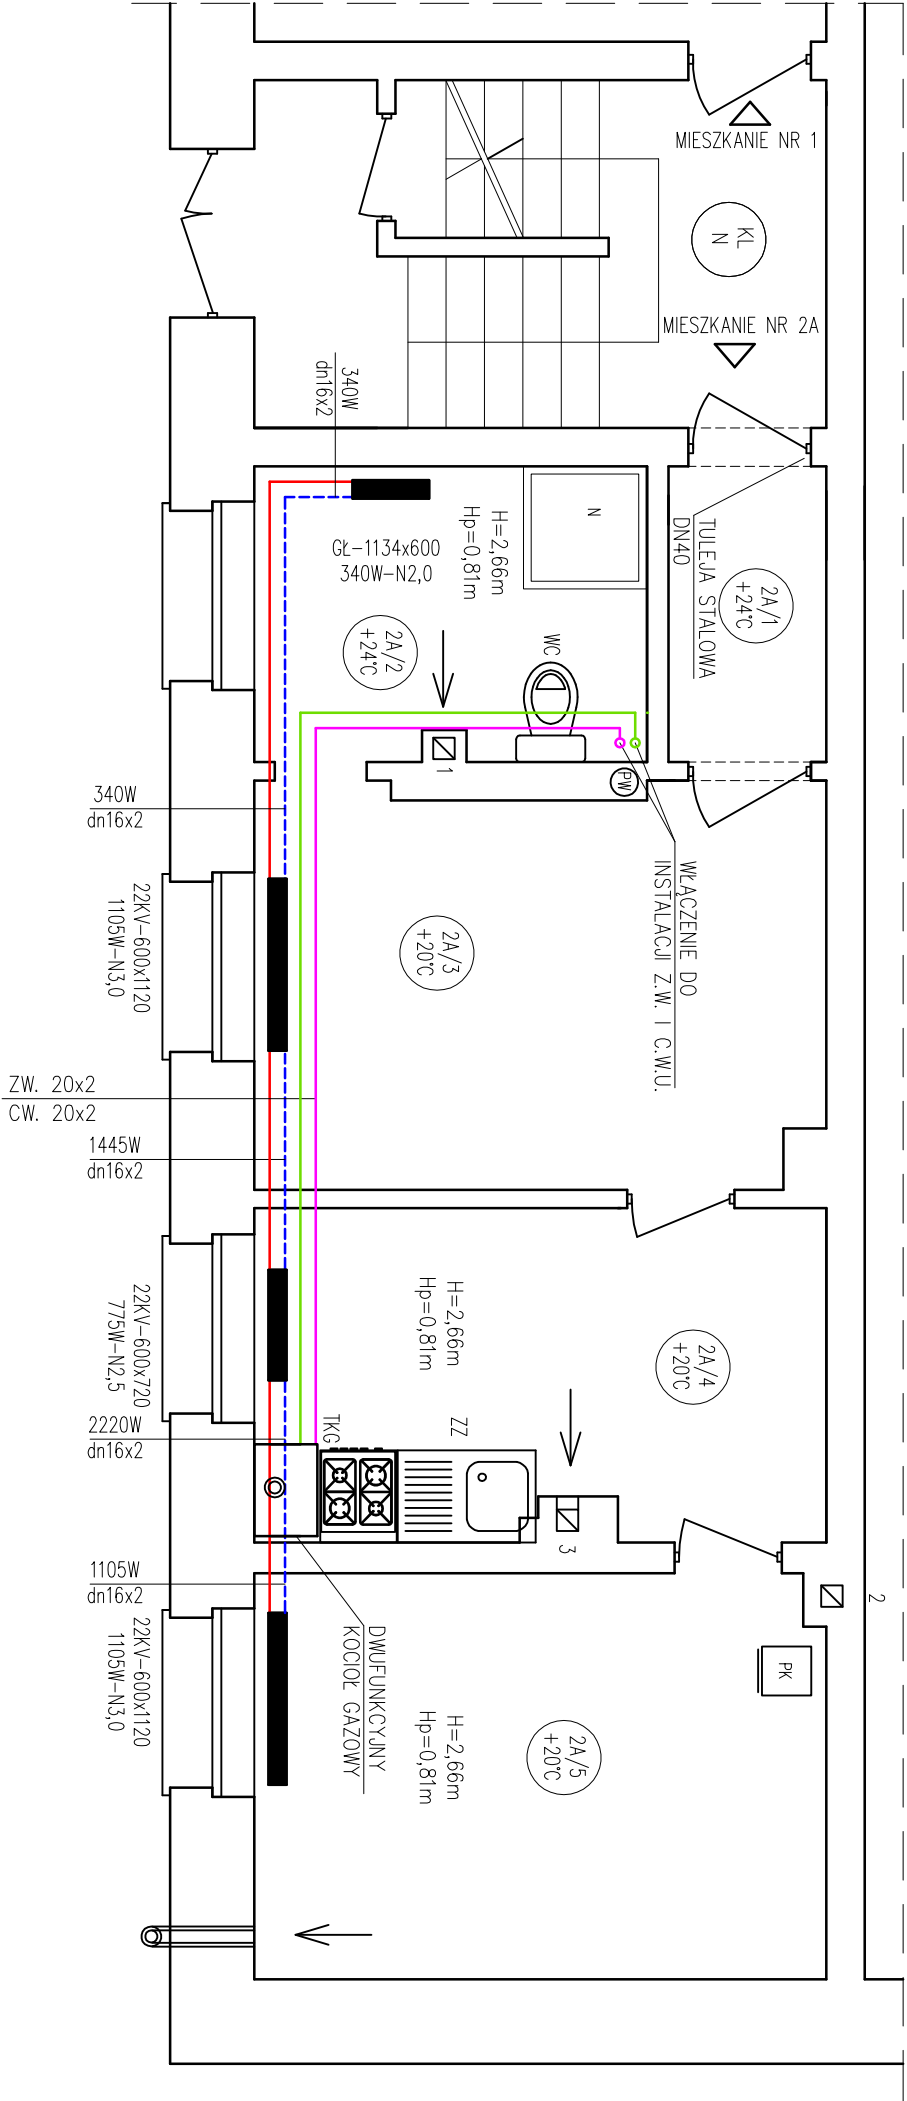 MIESZKANIE NR 1
KL
N
MIESZKANIE NR 2A
340W
dn16x2
TULEJA STALOWA
DN40
N
H=2,66m
Hp=0,81m
GŁ-1134x600
340W-N2,0
2A/1
+24°C
2A/2
+24°C
WC
1
PW
340W
dn16x2
WŁĄCZENIE DO
INSTALACJI Z.W. I C.W.U.
22KV-600x1120
1105W-N3,0
2A/3
+20°C
ZW. 20x2
CW. 20x2
1445W
dn16x2
22KV-600x720
775W-N2,5
H=2,66m
Hp=0,81m
2A/4
+20°C
2220W
dn16x2
TKG
ZZ
3
1105W
dn16x2
2
22KV-600x1120
1105W-N3,0
DWUFUNKCYJNY
KOCIOŁ GAZOWY
PK
H=2,66m
Hp=0,81m
2A/5
+20°C